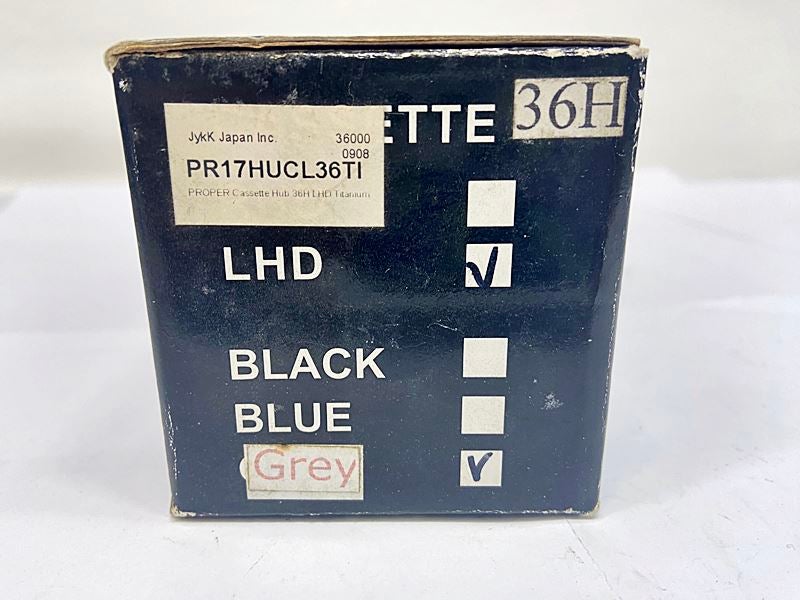 ETTE 36H
JykK Japan Inc. 36000
0908
PR17HUCL36TI
PROPER Cassette Hub 36H LHD Titanium
LHD
BLACK
BLUE
Grey